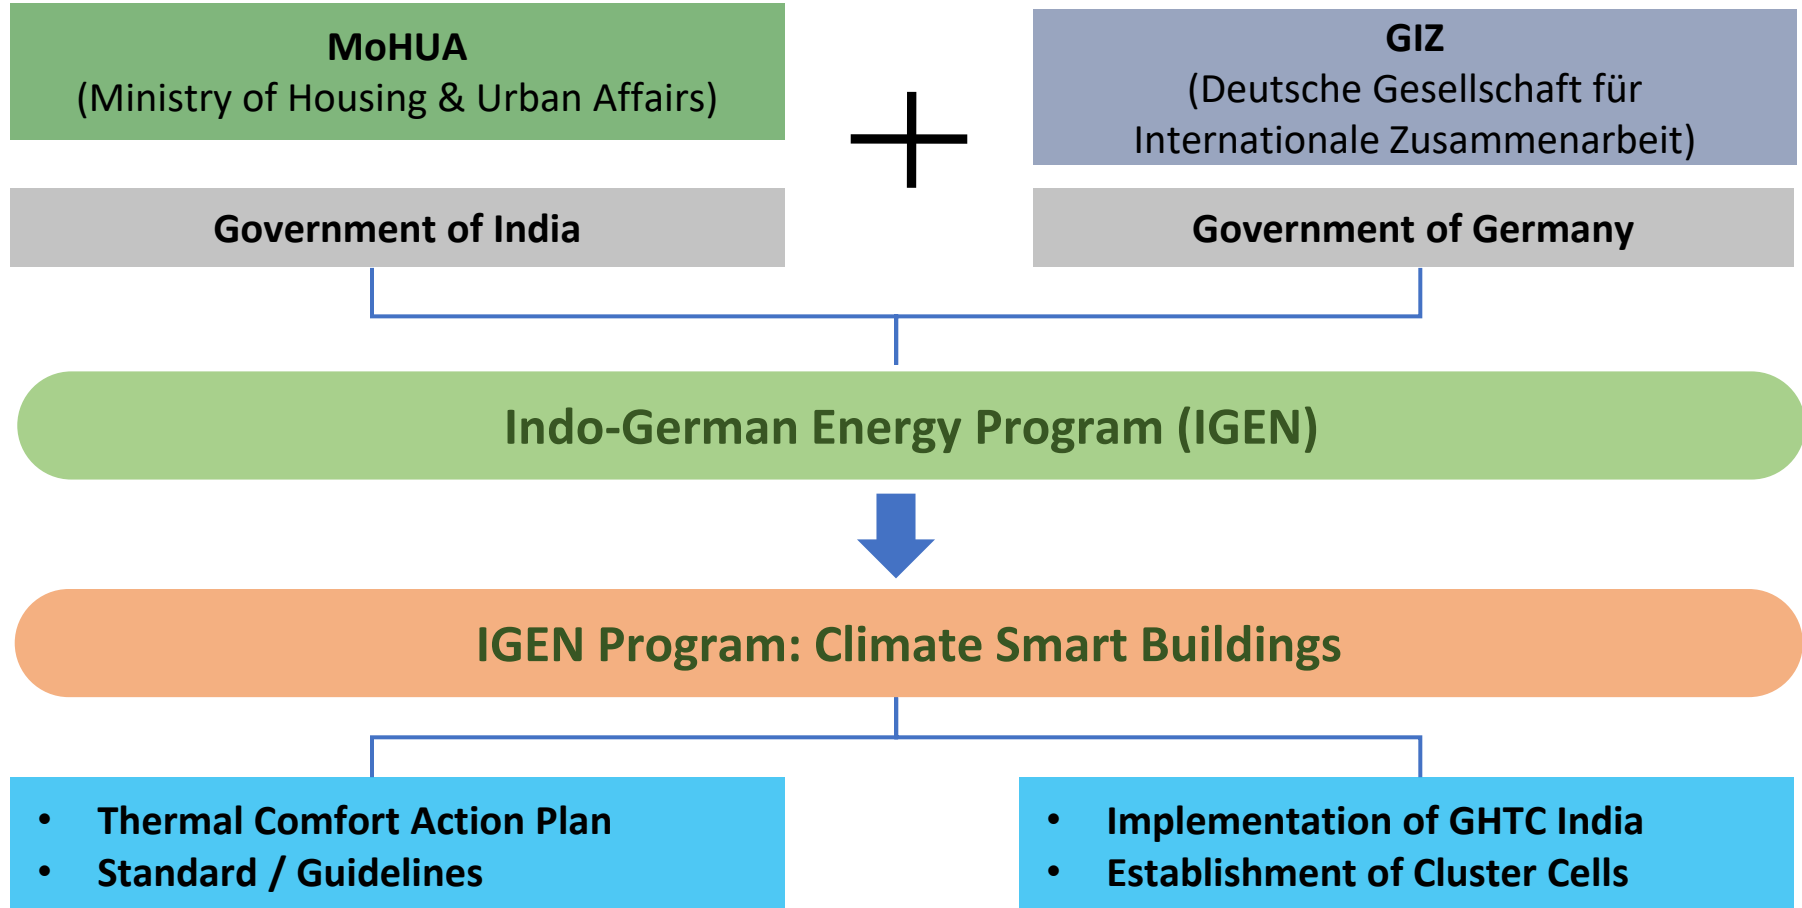 MoHUA
(Ministry of Housing & Urban Affairs)
GIZ
(Deutsche Gesellschaft für
Internationale Zusammenarbeit)
Government of India
Government of Germany
Indo-German Energy Program (IGEN)
IGEN Program: Climate Smart Buildings
• Thermal Comfort Action Plan
• Standard / Guidelines
• Implementation of GHTC India
• Establishment of Cluster Cells